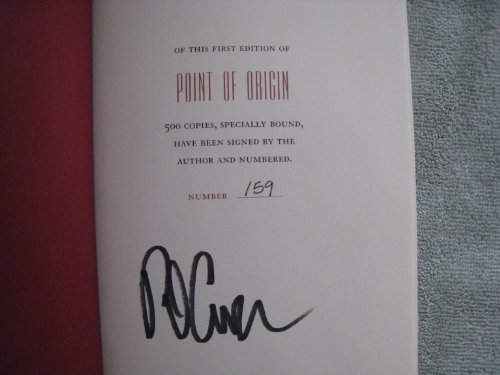 OF THIS FIRST EDITION OF
POINT OF ORIGIN
500 COPIES, SPECIALLY BOUND,
HAVE BEEN SIGNED BY THE
AUTHOR AND NUMBERED.
NUMBER 159